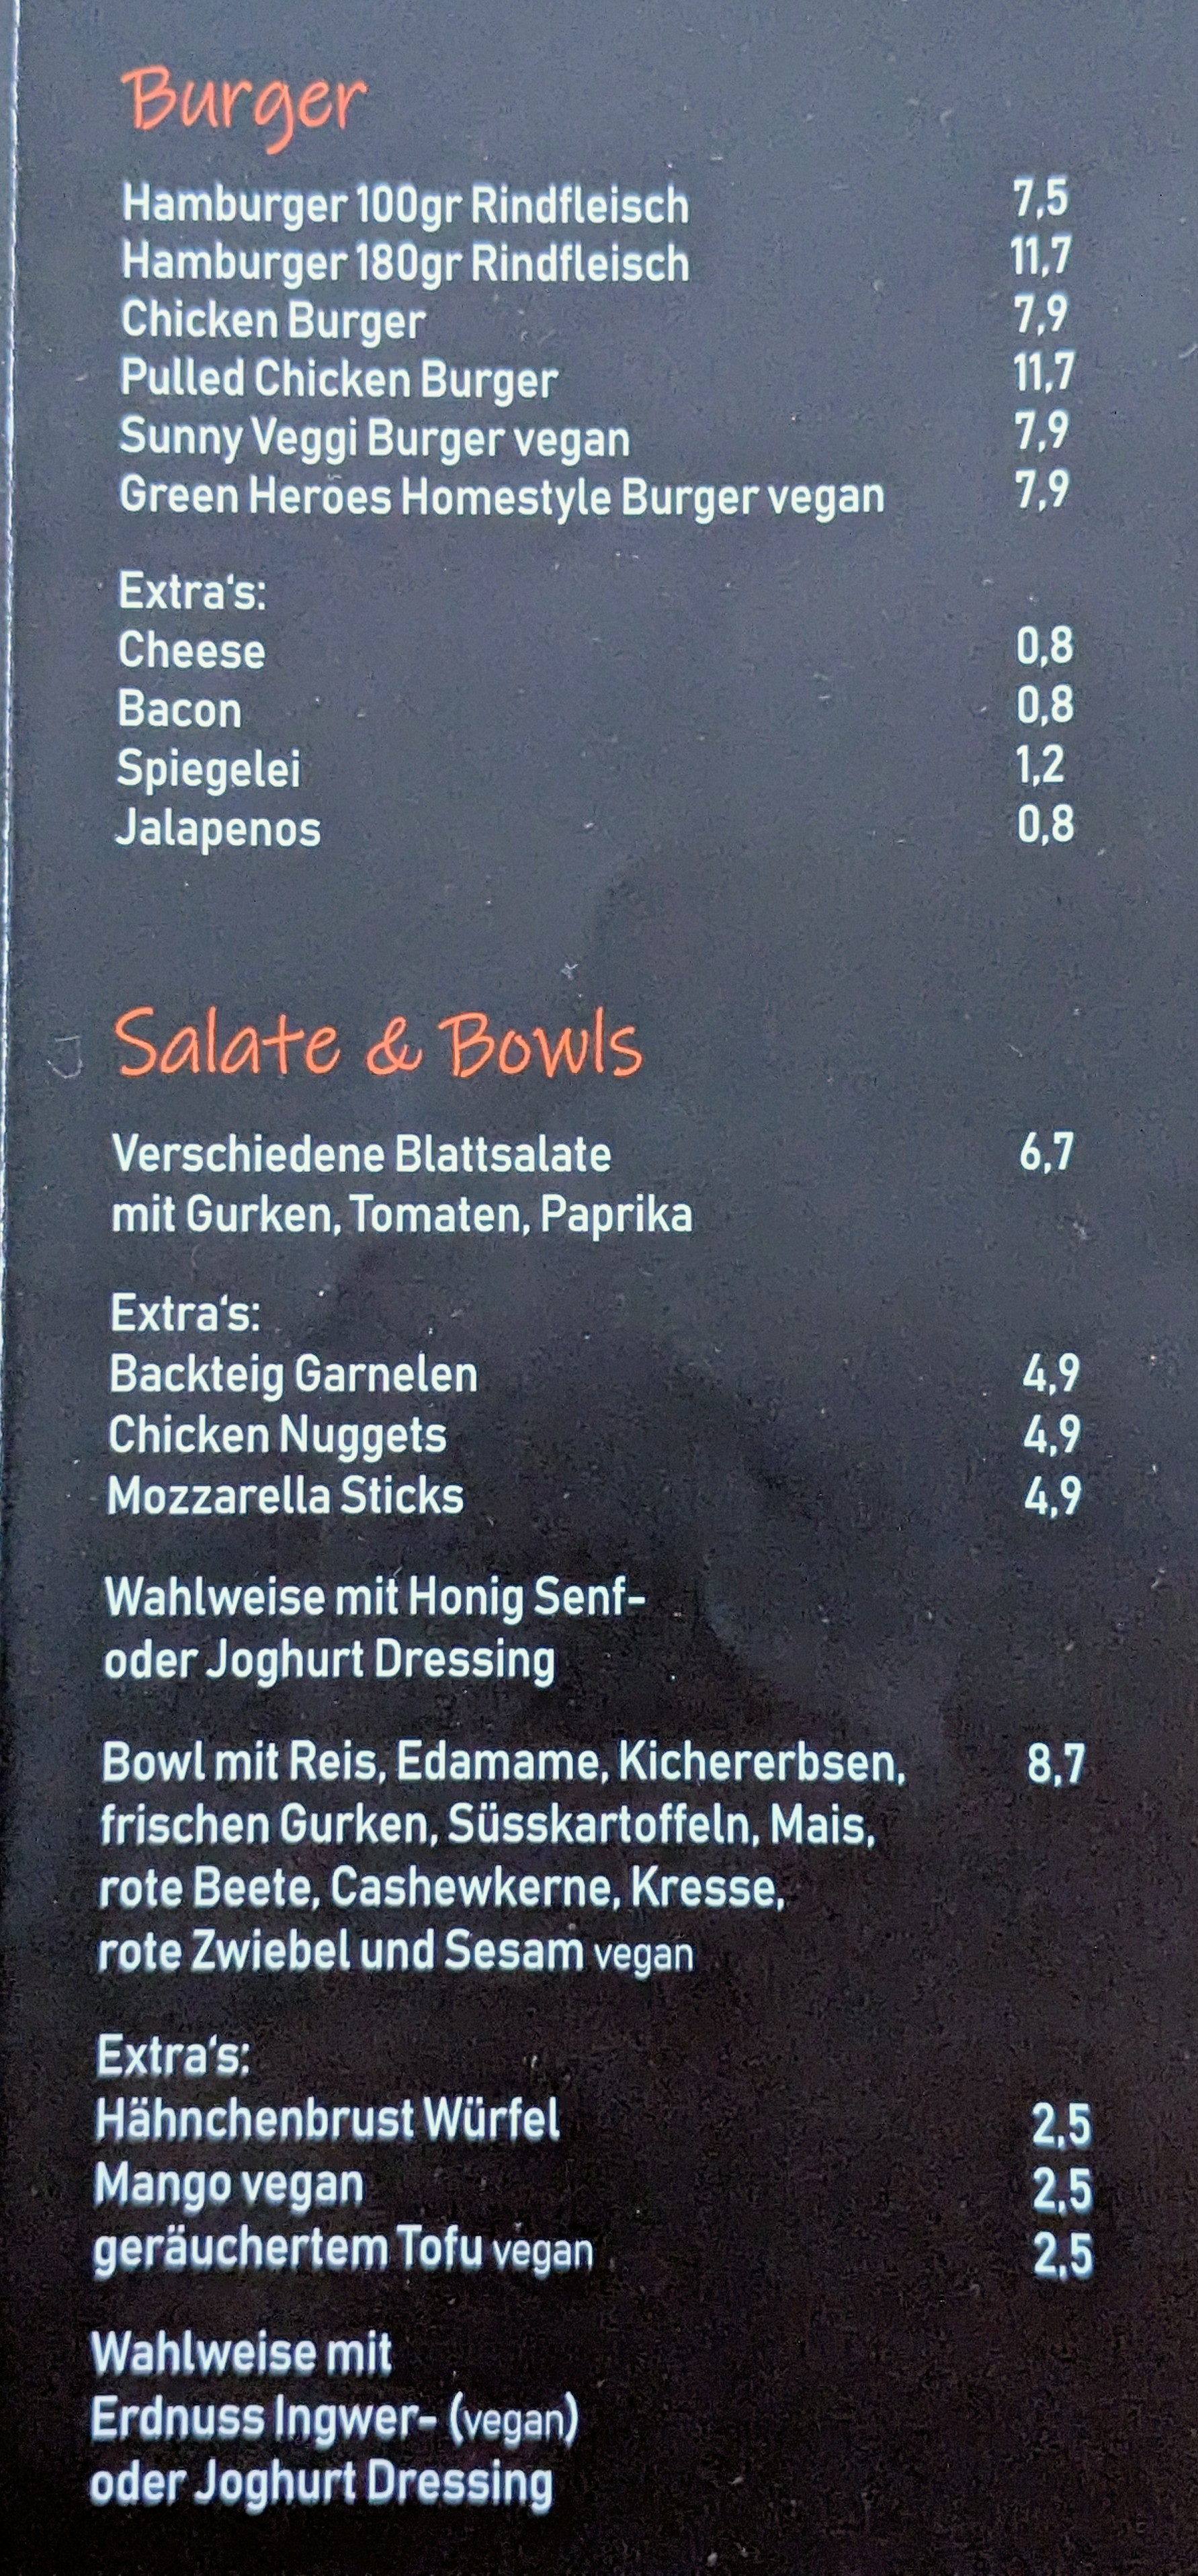 Burger
Hamburger 100gr Rindfleisch 7,5
Hamburger 180gr Rindfleisch 11,7
Chicken Burger 7,9
Pulled Chicken Burger 11,7
Sunny Veggi Burger vegan 7,9
Green Heroes Homestyle Burger vegan 7,9
Extra‘s:
Cheese 0,8
Bacon 0,8
Spiegelei 1,2
Jalapenos 0,8
Salate & Bowls
Verschiedene Blattsalate 6,7
mit Gurken, Tomaten, Paprika
Extra‘s:
Backteig Garnelen 4,9
Chicken Nuggets 4,9
Mozzarella Sticks 4,9
Wahlweise mit Honig Senf-
oder Joghurt Dressing
Bowl mit Reis, Edamame, Kichererbsen, 8,7
frischen Gurken, Süsskartoffeln, Mais,
rote Beete, Cashewkerne, Kresse,
rote Zwiebel und Sesam vegan
Extra‘s:
Hähnchenbrust Würfel 2,5
Mango vegan 2,5
geräuchertem Tofu vegan 2,5
Wahlweise mit
Erdnuss Ingwer- (vegan)
oder Joghurt Dressing